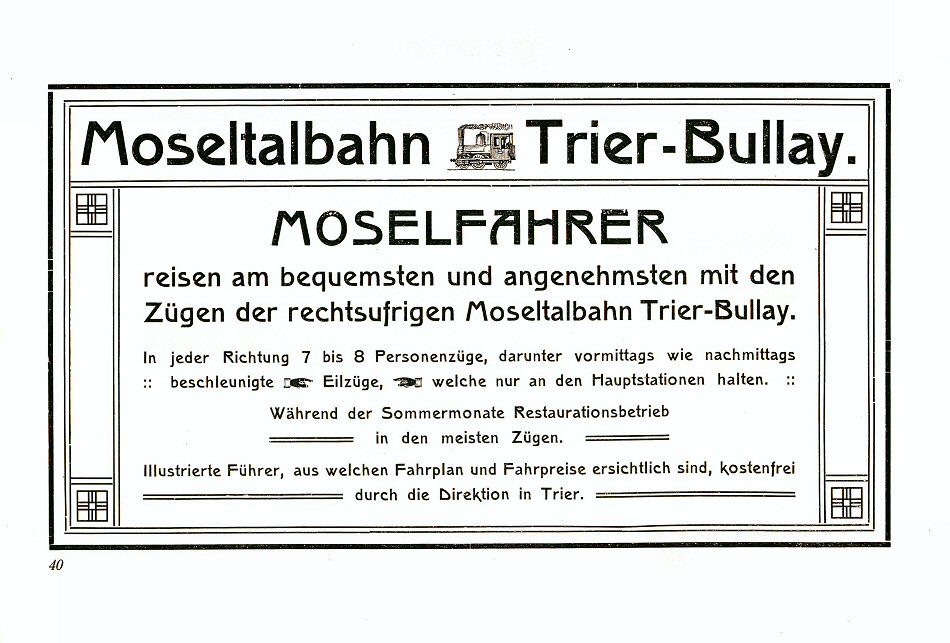 Moseltalbahn Trier-Bullay.
MOSELFAHRER
reisen am bequemsten und angenehmsten mit den
Zügen der rechtsufrigen Moseltalbahn Trier-Bullay.
In jeder Richtung 7 bis 8 Personenzüge, darunter vormittags wie nachmittags
:: beschleunigte Eilzüge, welche nur an den Hauptstationen halten. ::
Während der Sommermonate Restaurationsbetrieb
in den meisten Zügen.
Illustrierte Führer, aus welchen Fahrplan und Fahrpreise ersichtlich sind, kostenfrei
durch die Direktion in Trier.
40